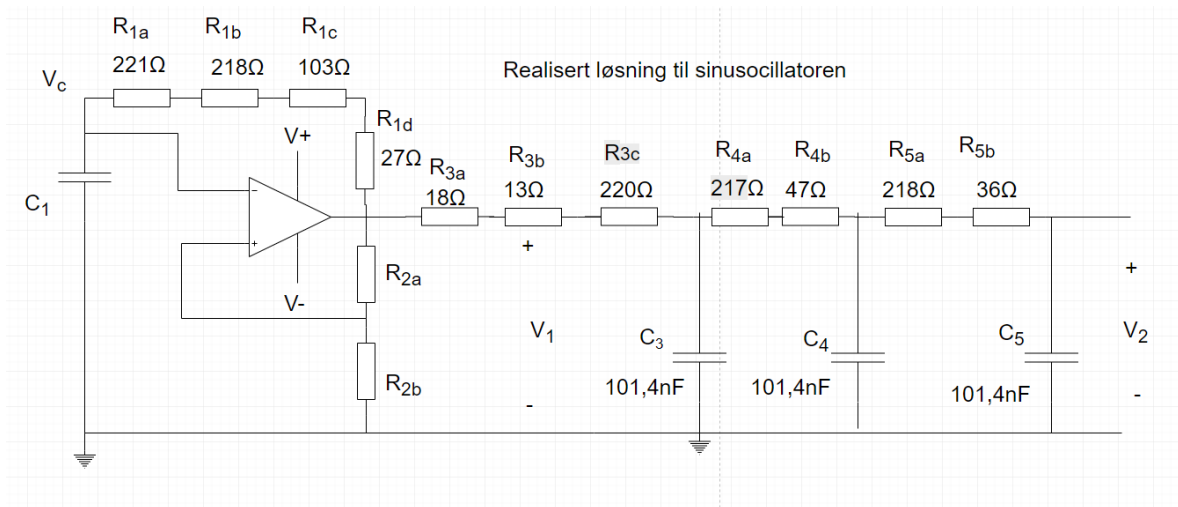 R1a R1b R1c
221Ω 218Ω 103Ω
Realisert løsning til sinusocillatoren
Vc
R1d
27Ω
V+
R3a
18Ω
R3b
13Ω
R3c
220Ω
R4a
217Ω
R4b
47Ω
R5a
218Ω
R5b
36Ω
C1
-
+
V-
R2a
R2b
+
V1
-
C3
101,4nF
C4
101,4nF
C5
101,4nF
+
V2
-